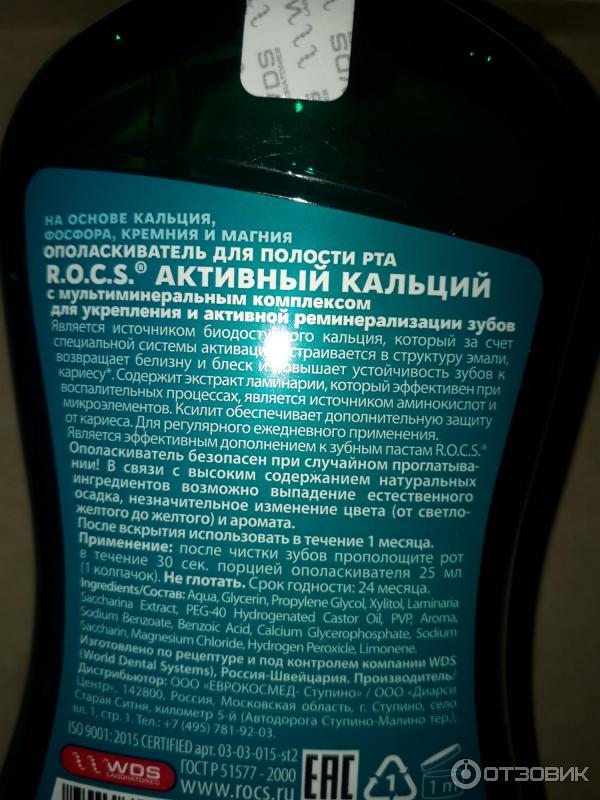 WDS
LABORATORIES
НА ОСНОВЕ КАЛЬЦИЯ,
ФОСФОРА, КРЕМНИЯ И МАГНИЯ
ОПОЛАСКИВАТЕЛЬ ДЛЯ ПОЛОСТИ РТА
R.O.C.S.® АКТИВНЫЙ КАЛЬЦИЙ
с мультиминеральным комплексом
для укрепления и активной реминерализации зубов
Является источником биодоступного кальция, который за счет
специальной системы активации встраивается в структуру эмали,
возвращает белизну и блеск и повышает устойчивость зубов к
кариесу*. Содержит экстракт ламинарии, который эффективен при
воспалительных процессах, является источником аминокислот и
микроэлементов. Ксилит обеспечивает дополнительную защиту
от кариеса. Для регулярного ежедневного применения.
Является эффективным дополнением к зубным пастам R.O.C.S.®
Ополаскиватель безопасен при случайном проглатыва-
нии! В связи с высоким содержанием натуральных
ингредиентов возможно выпадение естественного
осадка, незначительное изменение цвета (от светло-
желтого до желтого) и аромата.
После вскрытия использовать в течение 1 месяца.
Применение: после чистки зубов прополощите рот
в течение 30 сек. порцией ополаскивателя 25 мл
(1 колпачок). Не глотать. Срок годности: 24 месяца.
Ingredients/Состав: Aqua, Glycerin, Propylene Glycol, Xylitol, Laminaria
Saccharina Extract, PEG-40 Hydrogenated Castor Oil, PVP, Aroma,
Sodium Benzoate, Benzoic Acid, Calcium Glycerophosphate, Sodium
Saccharin, Magnesium Chloride, Hydrogen Peroxide, Limonene.
Изготовлено по рецептуре и под контролем компании WDS
(World Dental Systems), Россия-Швейцария. Производитель/
Дистрибьютор: ООО «ЕВРОКОСМЕД- Ступино» / ООО «Диарси
Центр», 142800, Россия, Московская область, г. Ступино, село
Старая Ситня, километр 5-й (Автодорога Ступино-Малино тер.),
вл. 1, стр. 1. Тел.: +7 (495) 781-92-03.
ISO 9001: 2015 CERTIFIED арт. 03-03-015-st2
WDS
LABORATORIES
ГОСТ Р 51577 - 2000
www.rocs.ru
EAC
1
1 m
ОТЗОВИК